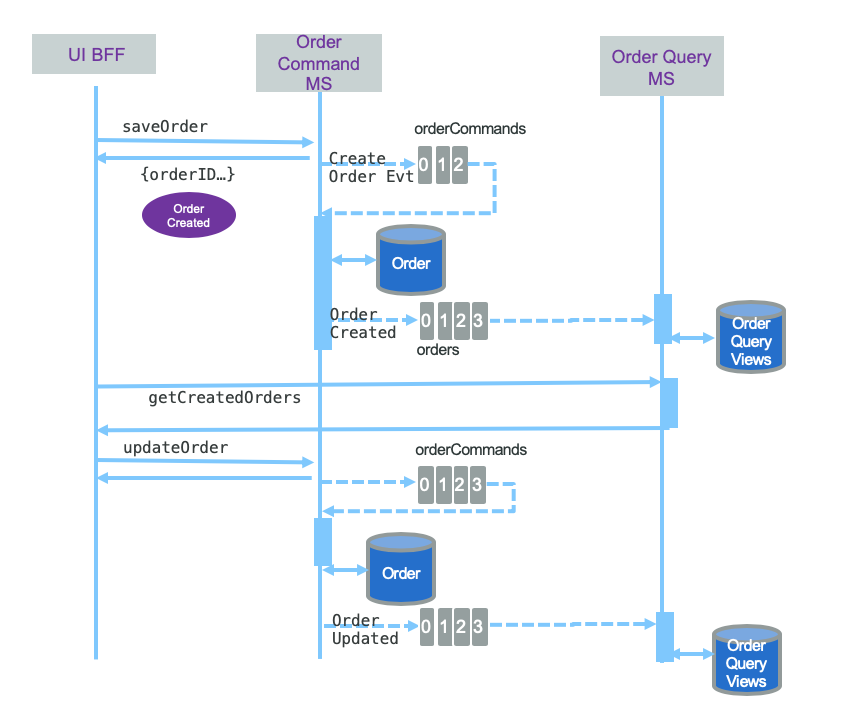 UI BFF
Order
Command
MS
Order Query
MS
saveOrder
orderCommands
Create
Order Evt
0 1 2
{orderID…}
Order
Created
Order
Order
Created
0 1 2 3
orders
Order
Query
Views
getCreatedOrders
updateOrder
orderCommands
0 1 2 3
Order
Order
Updated
0 1 2 3
Order
Query
Views